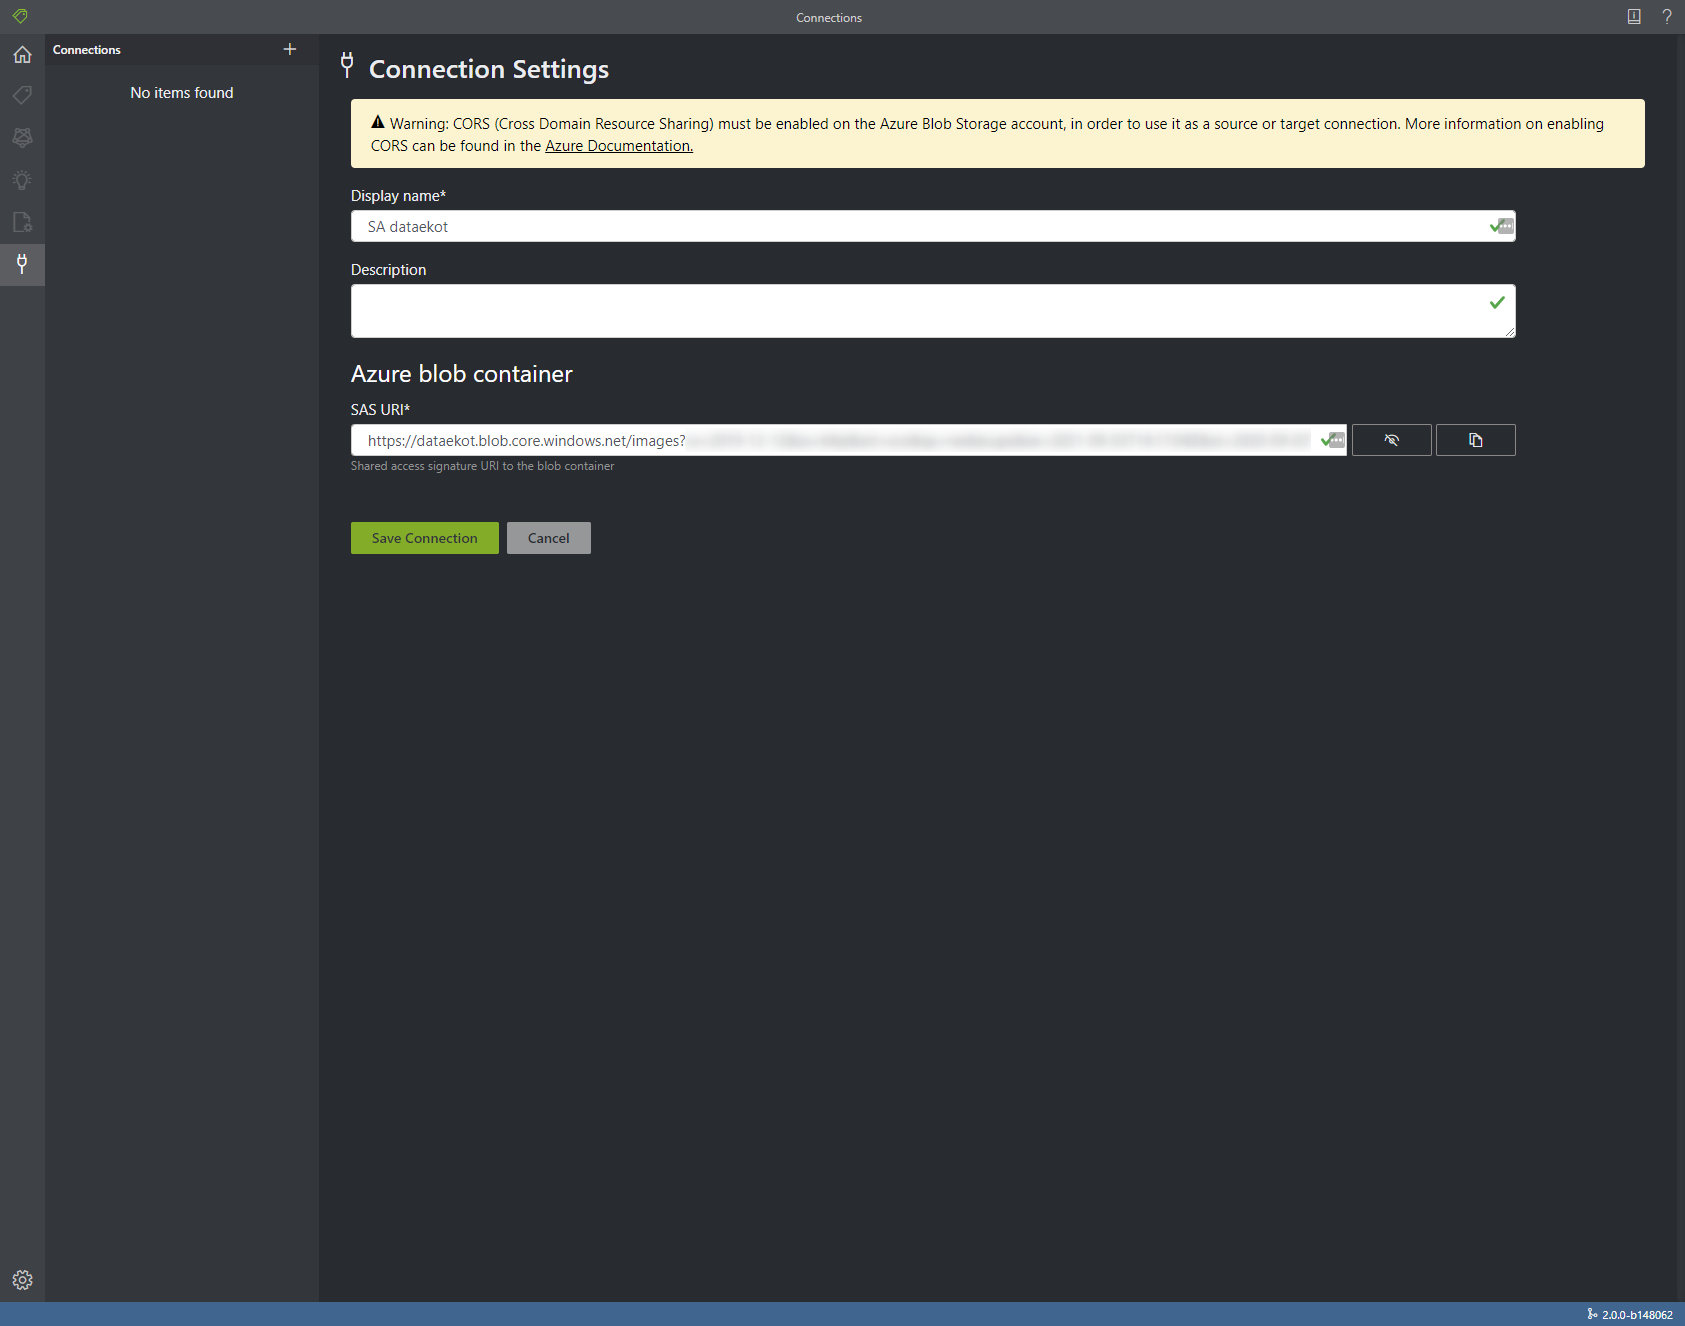 Connections
Connections
No items found
Connection Settings
Warning: CORS (Cross Domain Resource Sharing) must be enabled on the Azure Blob Storage account, in order to use it as a source or target connection. More information on enabling
CORS can be found in the Azure Documentation.
Display name*
SA dataekot
Description
Azure blob container
SAS URI*
https://dataekot.blob.core.windows.net/images?
Shared access signature URI to the blob container
Save Connection
Cancel
2.0.0-b148062